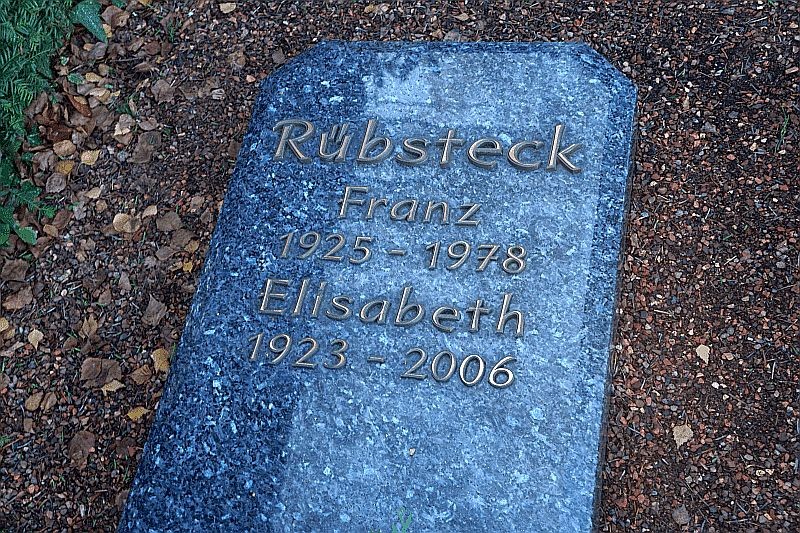 Rübsteck
Franz
1925 - 1978
Elisabeth
1923 - 2006